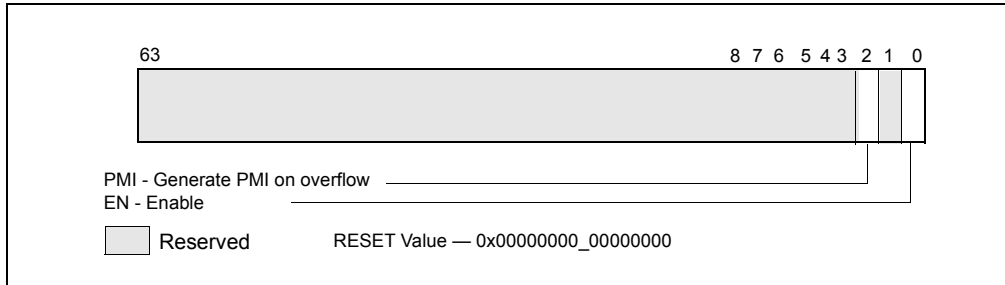 63 8 7 6 5 4 3 2 1 0
PMI - Generate PMI on overflow
EN - Enable
Reserved RESET Value — 0x00000000_00000000